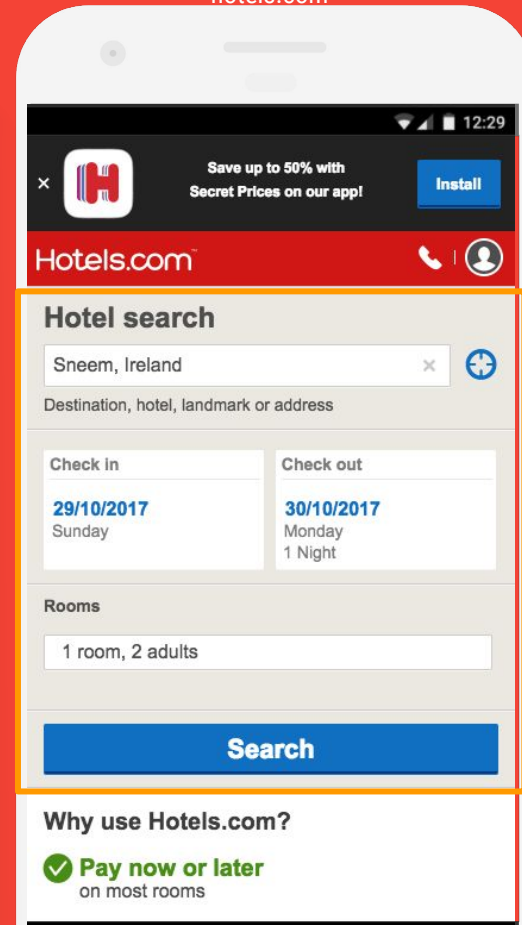 hotels.com
12:29
Save up to 50% with
Secret Prices on our app!
Install
Hotels.com™
Hotel search
Sneem, Ireland
Destination, hotel, landmark or address
Check in
29/10/2017
Sunday
Check out
30/10/2017
Monday
1 Night
Rooms
1 room, 2 adults
Search
Why use Hotels.com?
Pay now or later
on most rooms